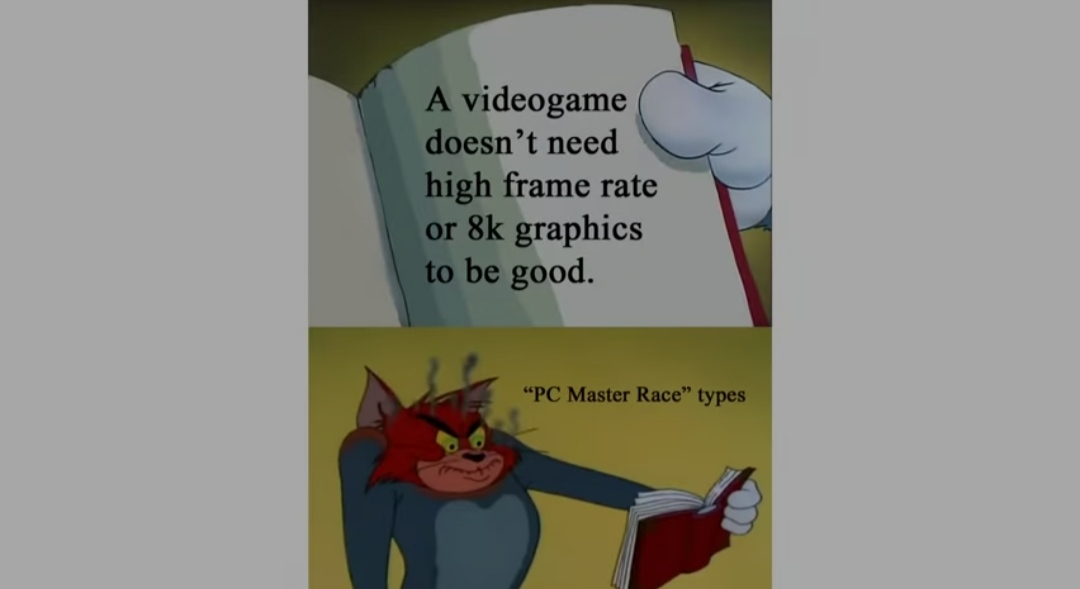 A videogame
doesn’t need
high frame rate
or 8k graphics
to be good.
“PC Master Race” types